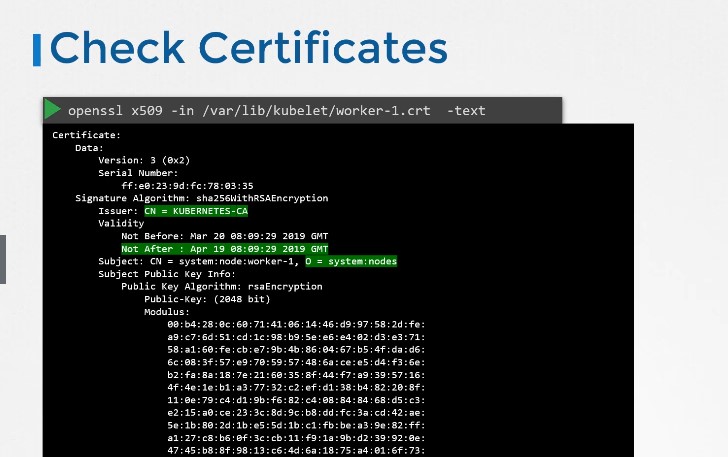 Check Certificates
openssl x509 -in /var/lib/kubelet/worker-1.crt -text
Certificate:
Data:
Version: 3 (0x2)
Serial Number:
ff:e0:23:9d:fc:78:03:35
Signature Algorithm: sha256WithRSAEncryption
Issuer: CN = KUBERNETES-CA
Validity
Not Before: Mar 20 08:09:29 2019 GMT
Not After : Apr 19 08:09:29 2019 GMT
Subject: CN = system:node:worker-1, O = system:nodes
Subject Public Key Info:
Public Key Algorithm: rsaEncryption
Public-Key: (2048 bit)
Modulus:
00:b4:28:0c:60:71:41:06:14:46:d9:97:58:2d:fe:
a9:c7:6d:51:cd:1c:98:b9:5e:e6:e4:02:d3:e3:71:
58:a1:60:fe:cb:e7:9b:4b:86:04:67:b5:4f:da:d6:
6c:08:3f:57:e9:70:59:57:48:6a:ce:e5:d4:f3:6e:
b2:fa:8a:18:7e:21:60:35:8f:44:f7:a9:39:57:16:
4f:4e:1e:b1:a3:77:32:c2:ef:d1:38:b4:82:20:8f:
11:0e:79:c4:d1:9b:f6:82:c4:08:84:84:68:d5:c3:
e2:15:a0:ce:23:3c:8d:9c:b8:dd:fc:3a:cd:42:ae:
5e:1b:80:2d:1b:e5:5d:1b:c1:fb:be:a3:9e:82:ff:
a1:27:c8:b6:0f:3c:cb:11:f9:1a:9b:d2:39:92:0e:
47:45:b8:8f:98:13:c6:4d:6a:18:75:a4:01:6f:73: